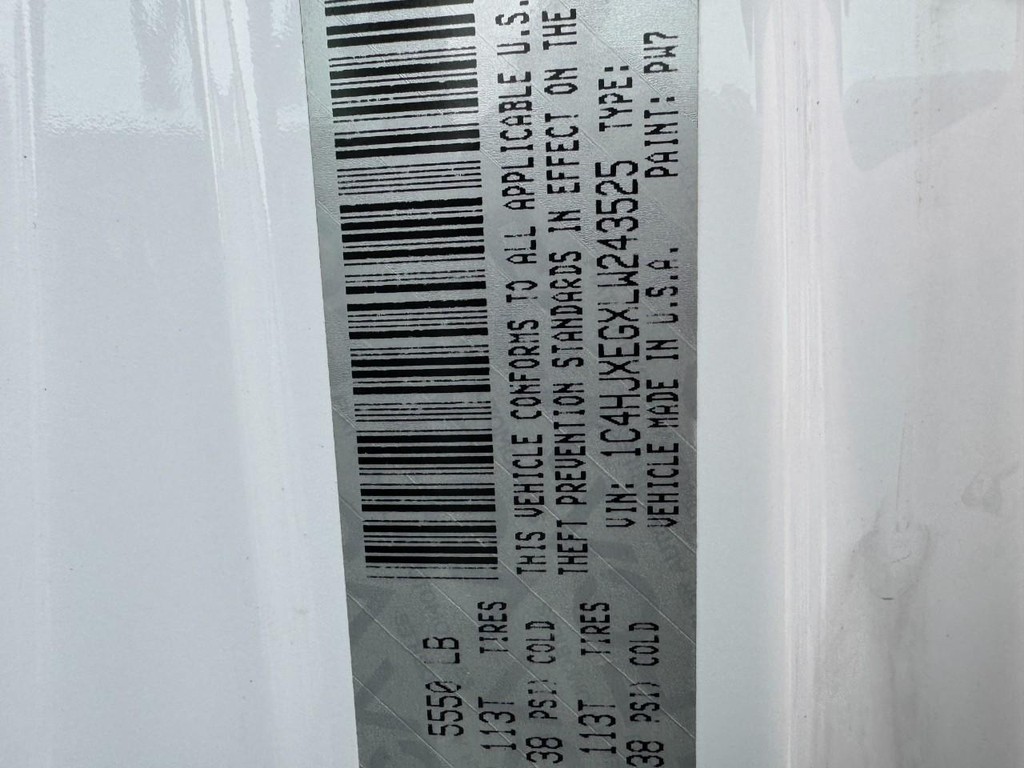 5550 LB
113T TIRES
38 PSI) COLD
113T TIRES
38 PSI) COLD
THIS VEHICLE CONFORMS TO ALL APPLICABLE U.S.
THEFT PREVENTION STANDARDS IN EFFECT ON THE
VIN: 1C4HJXEGXLW243525 TYPE:
VEHICLE MADE IN U.S.A. PAINT: PW7